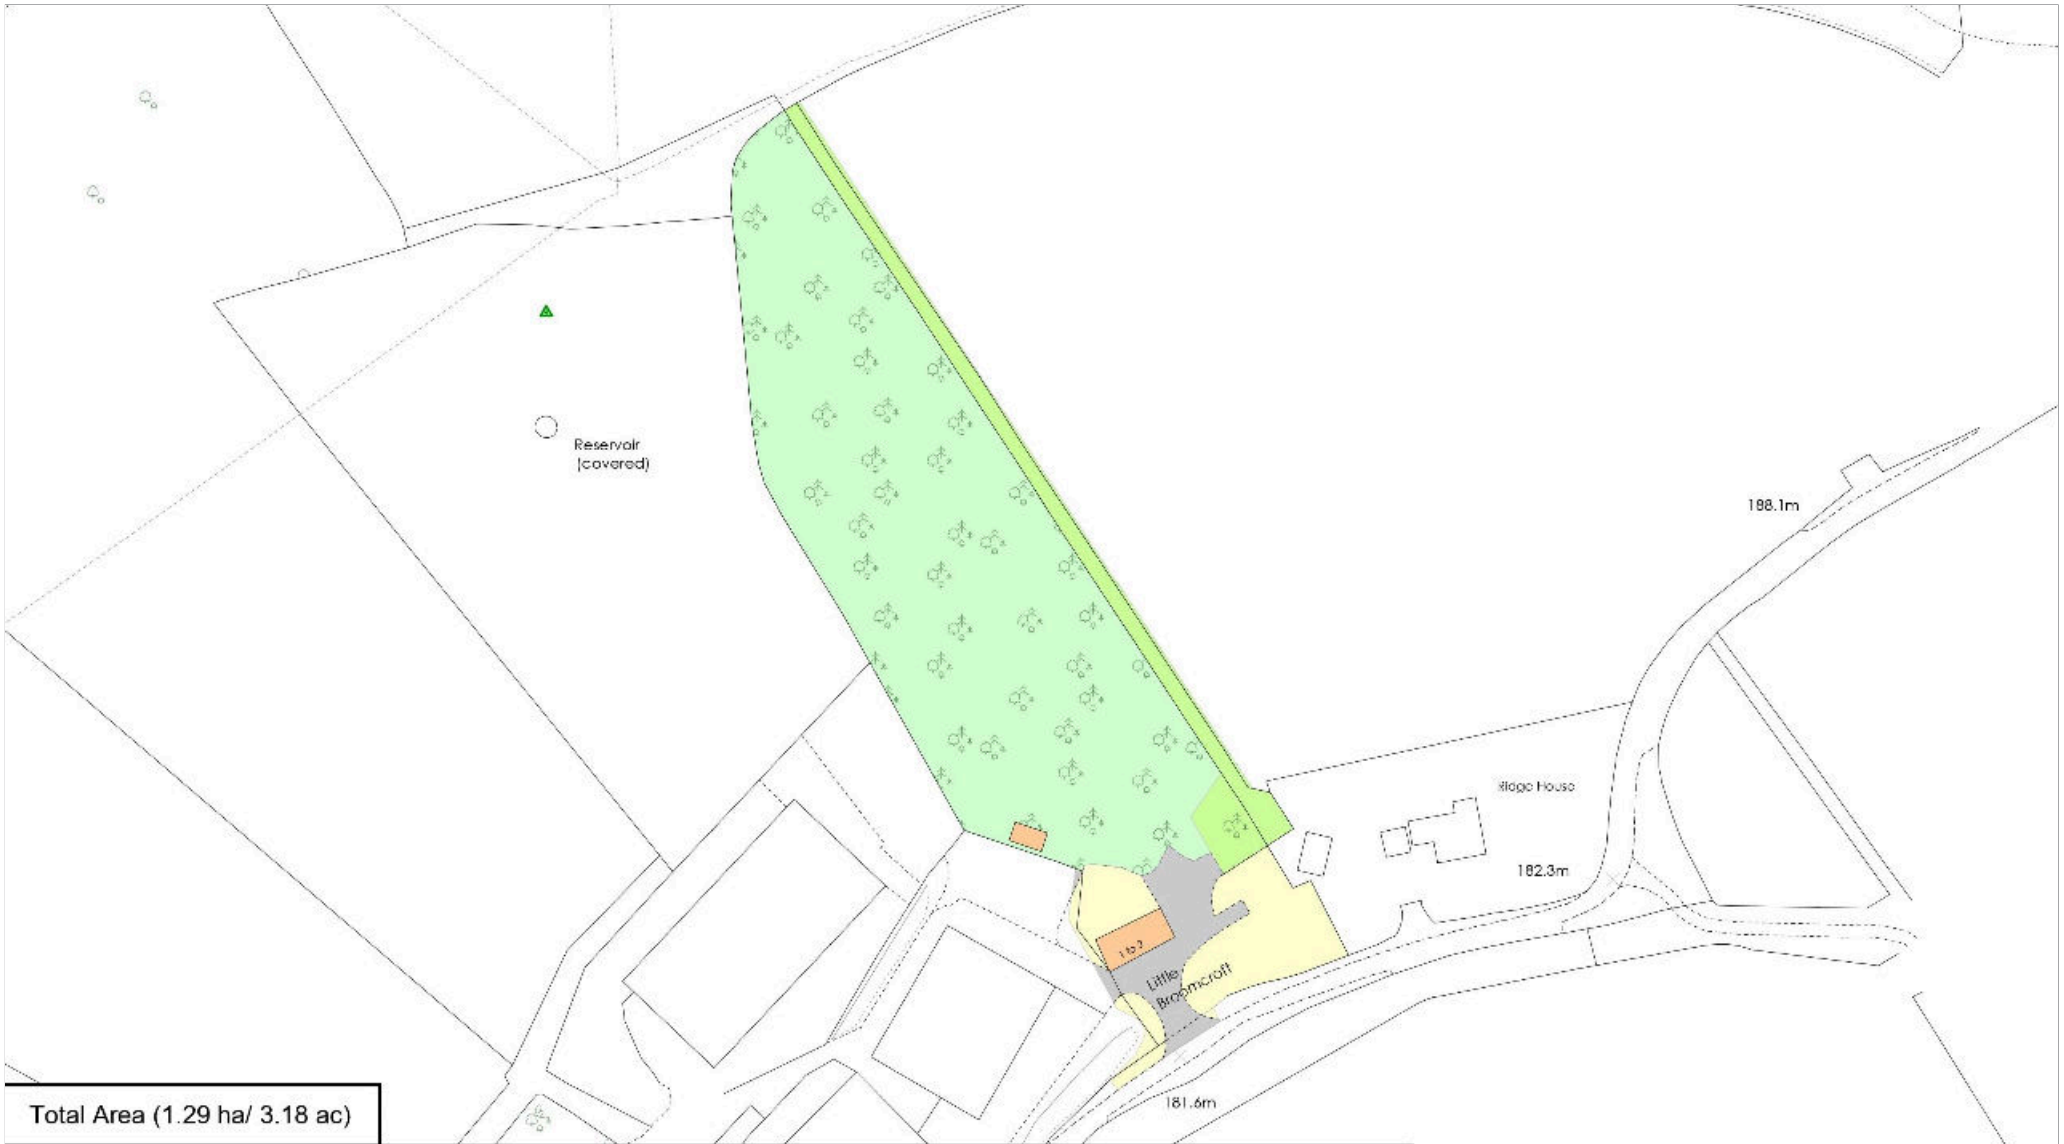 Reservoir
(covered)
188.1m
Ridge House
182.3m
1 to 2
Little
Broomcroft
181.6m
Total Area (1.29 ha/ 3.18 ac)